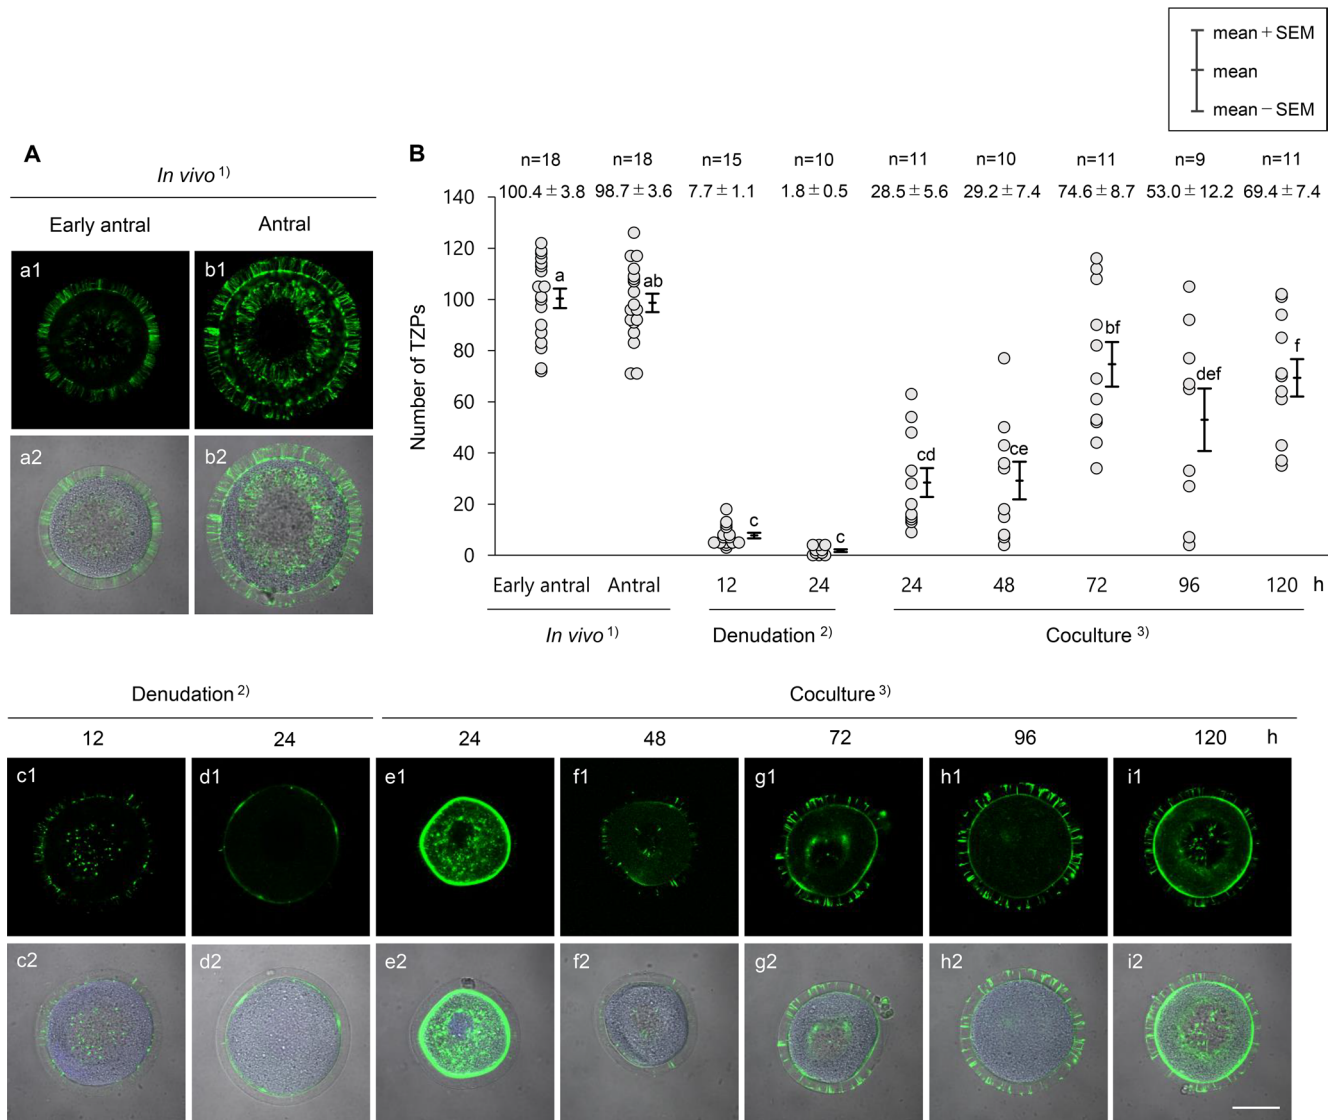 mean + SEM
mean
mean − SEM
A
In vivo 1)
Early antral Antral
a1 b1
a2 b2
B
n=18 n=18 n=15 n=10 n=11 n=10 n=11 n=9 n=11
100.4 ± 3.8 98.7 ± 3.6 7.7 ± 1.1 1.8 ± 0.5 28.5 ± 5.6 29.2 ± 7.4 74.6 ± 8.7 53.0 ± 12.2 69.4 ± 7.4
Number of TZPs
140
120
100
80
60
40
20
0
a ab c c cd ce bf def f
Early antral Antral 12 24 24 48 72 96 120 h
In vivo 1) Denudation 2) Coculture 3)
Denudation 2) Coculture 3)
12 24 24 48 72 96 120 h
c1 d1 e1 f1 g1 h1 i1
c2 d2 e2 f2 g2 h2 i2